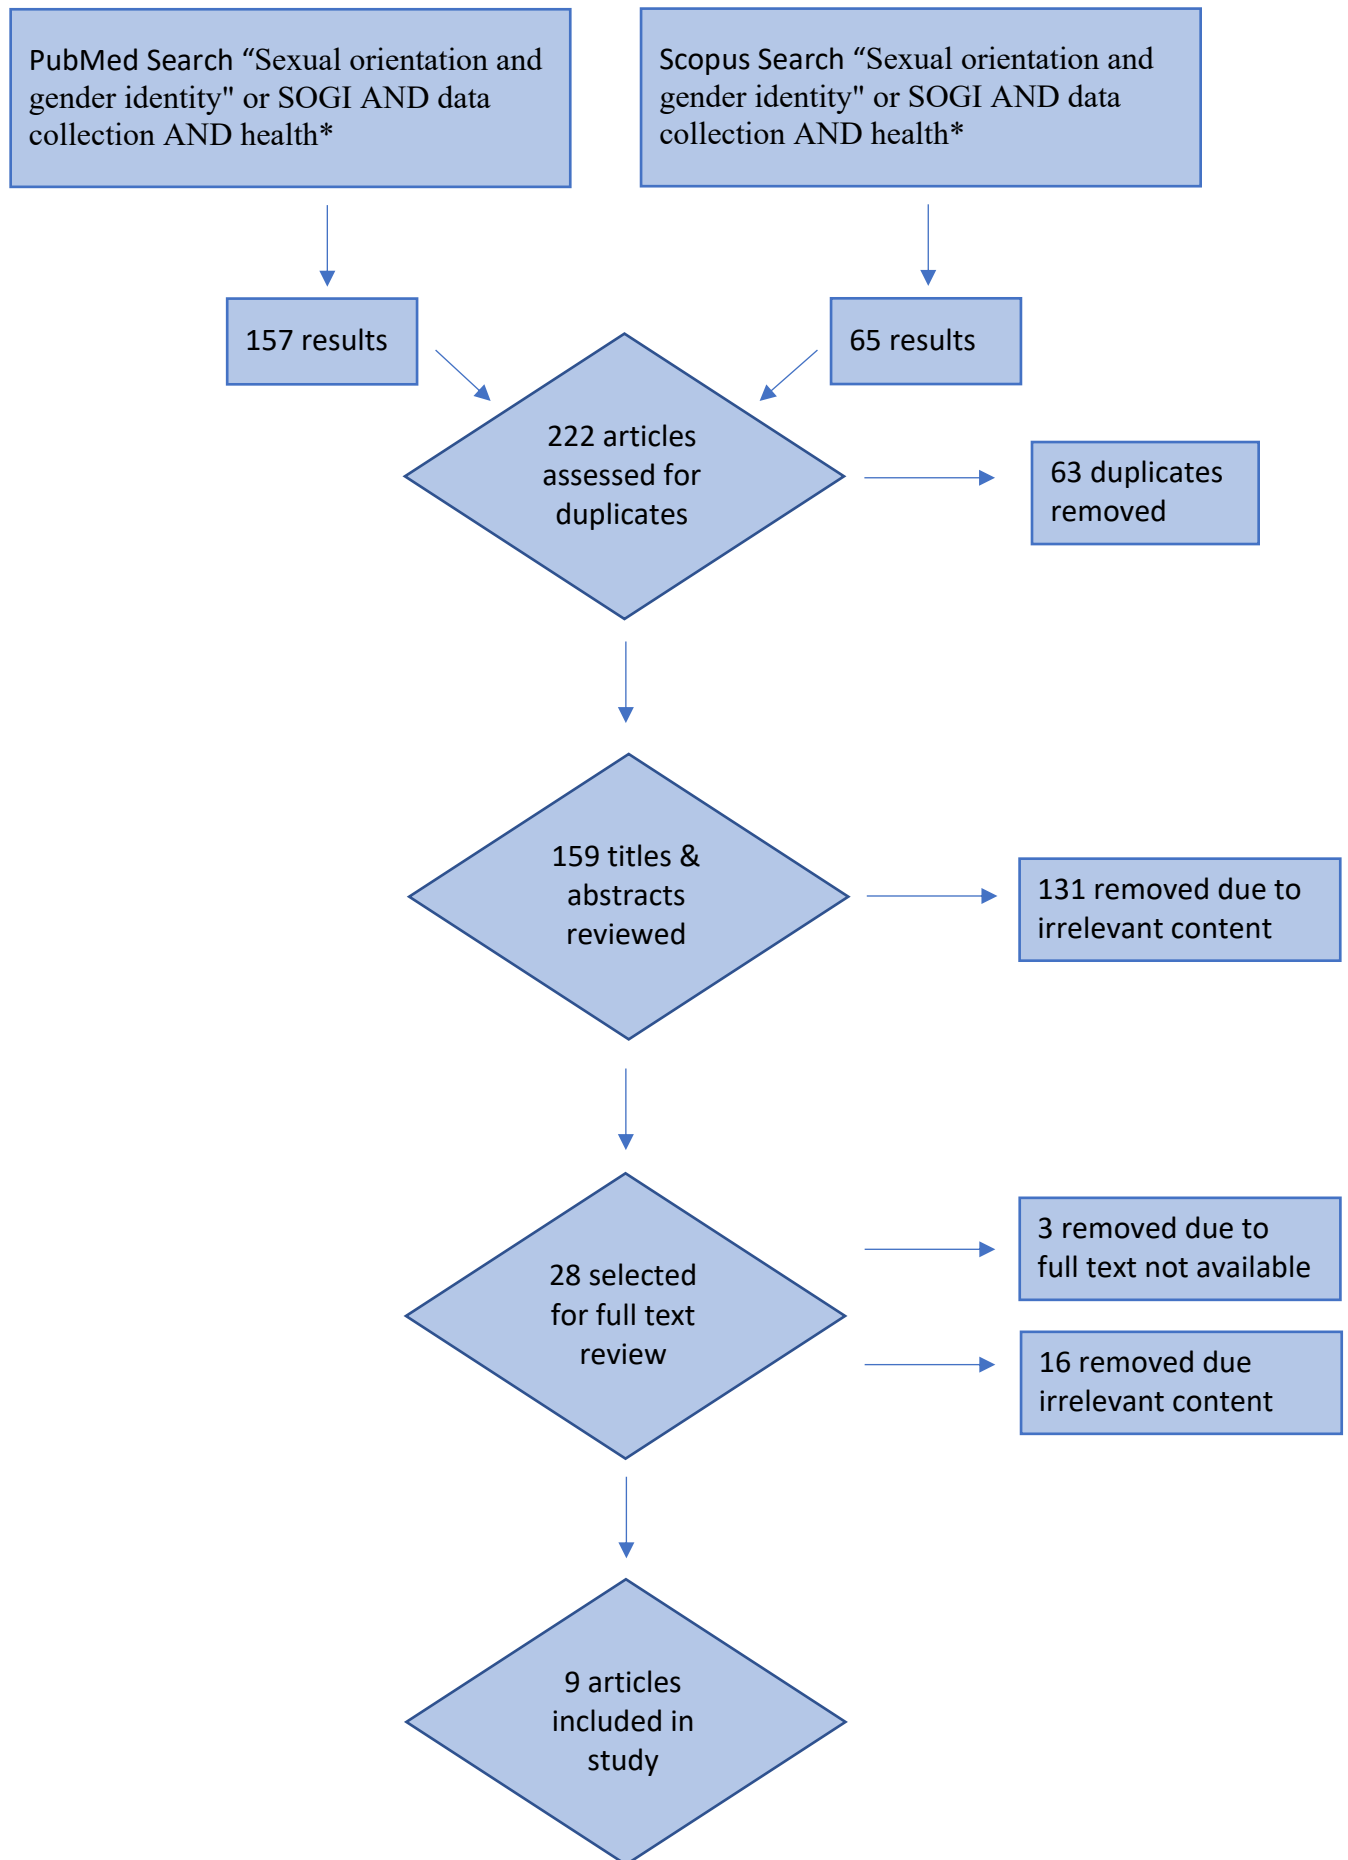 PubMed Search “Sexual orientation and
gender identity" or SOGI AND data
collection AND health*
Scopus Search “Sexual orientation and
gender identity" or SOGI AND data
collection AND health*
157 results
65 results
222 articles
assessed for
duplicates
63 duplicates
removed
159 titles &
abstracts
reviewed
131 removed due to
irrelevant content
28 selected
for full text
review
3 removed due to
full text not available
16 removed due
irrelevant content
9 articles
included in
study